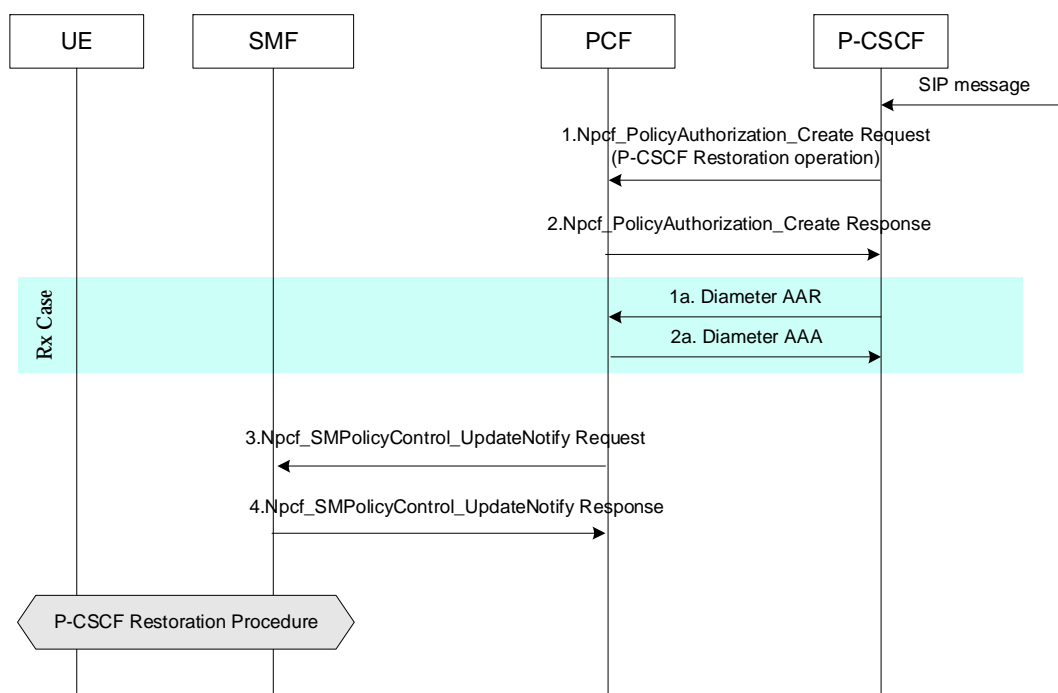 UE
SMF
PCF
P-CSCF
SIP message
1.Npcf_PolicyAuthorization_Create Request
(P-CSCF Restoration operation)
2.Npcf_PolicyAuthorization_Create Response
Rx Case
1a. Diameter AAR
2a. Diameter AAA
3.Npcf_SMPolicyControl_UpdateNotify Request
4.Npcf_SMPolicyControl_UpdateNotify Response
P-CSCF Restoration Procedure